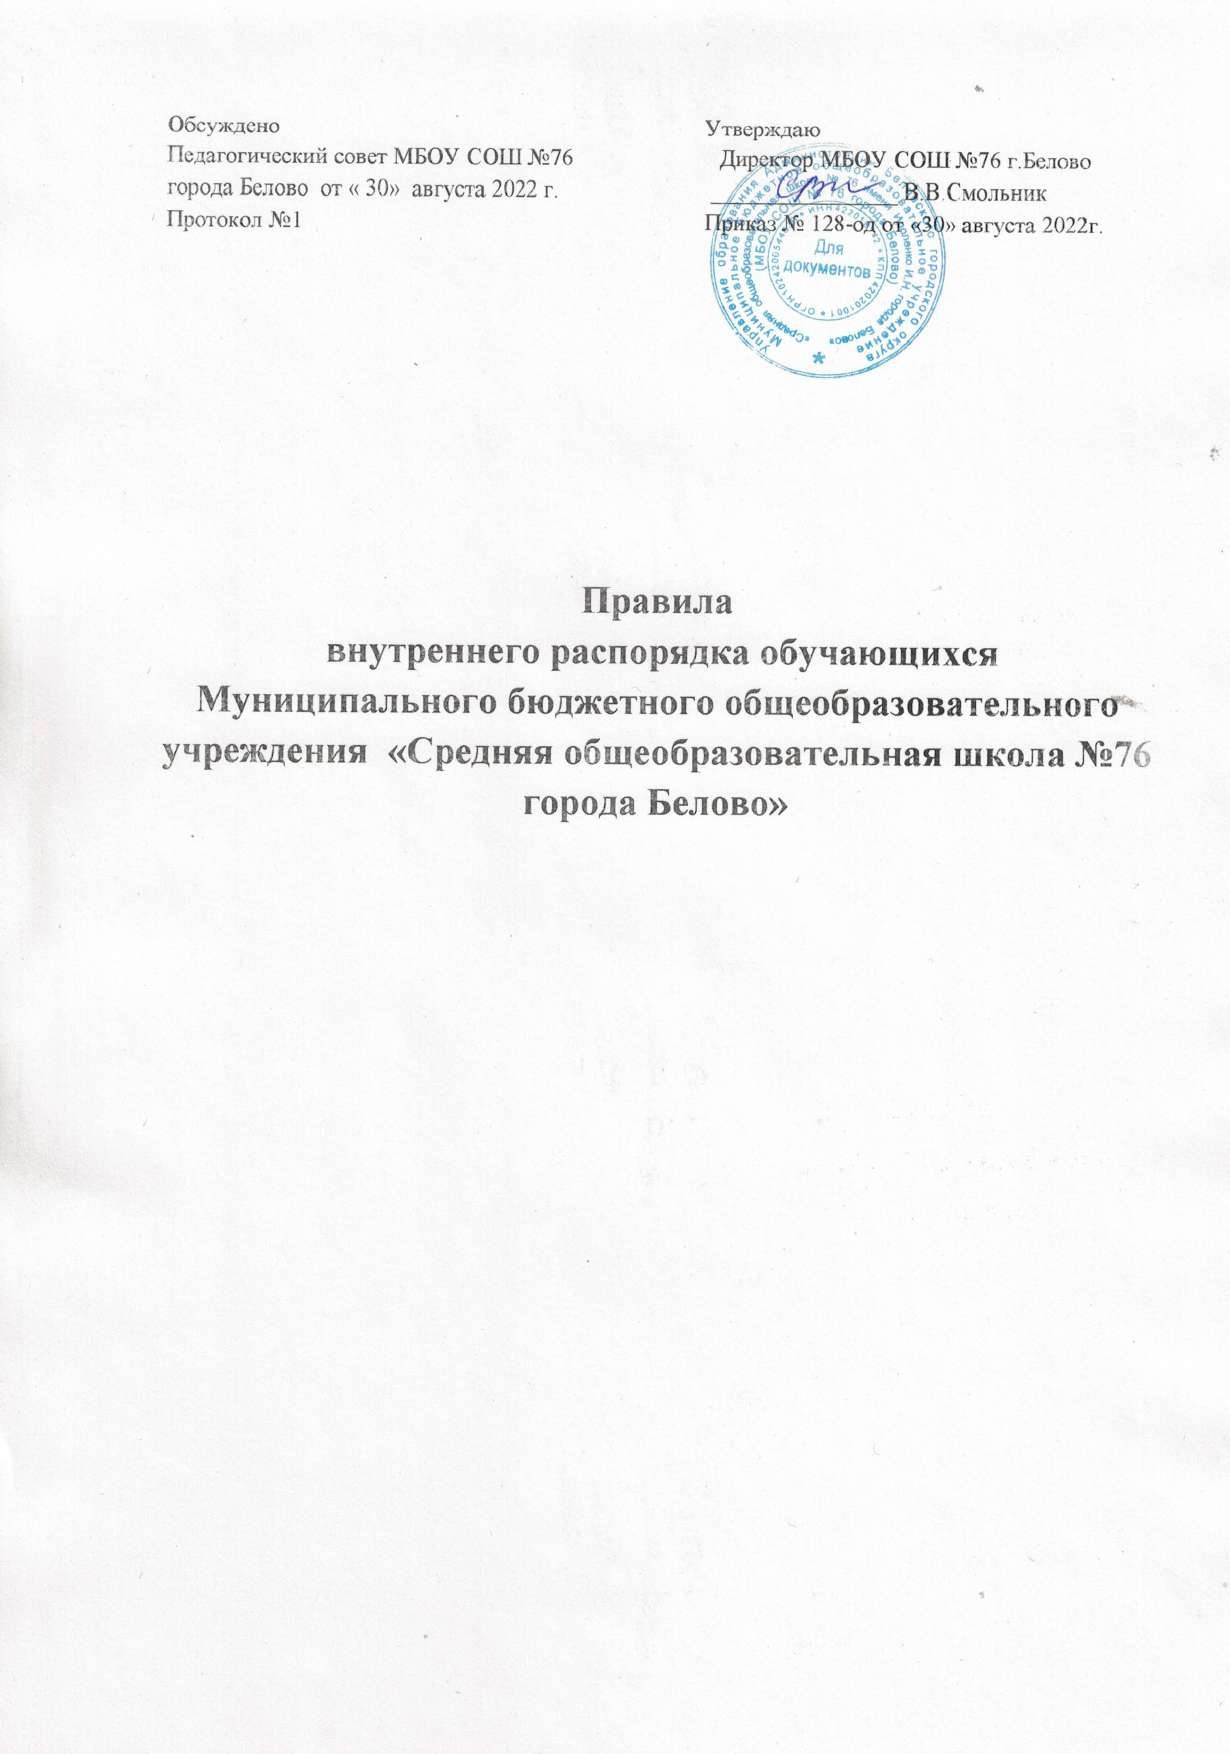 Обсуждено
Педагогический совет МБОУ СОШ №76
города Белово от « 30» августа 2022 г.
Протокол №1
Утверждаю
Директор МБОУ СОШ №76 г.Белово
В.В.Смольник
Приказ № 128-од от «30» августа 2022г.
Для
документов
Правила
внутреннего распорядка обучающихся
Муниципального бюджетного общеобразовательного
учреждения «Средняя общеобразовательная школа №76
города Белово»